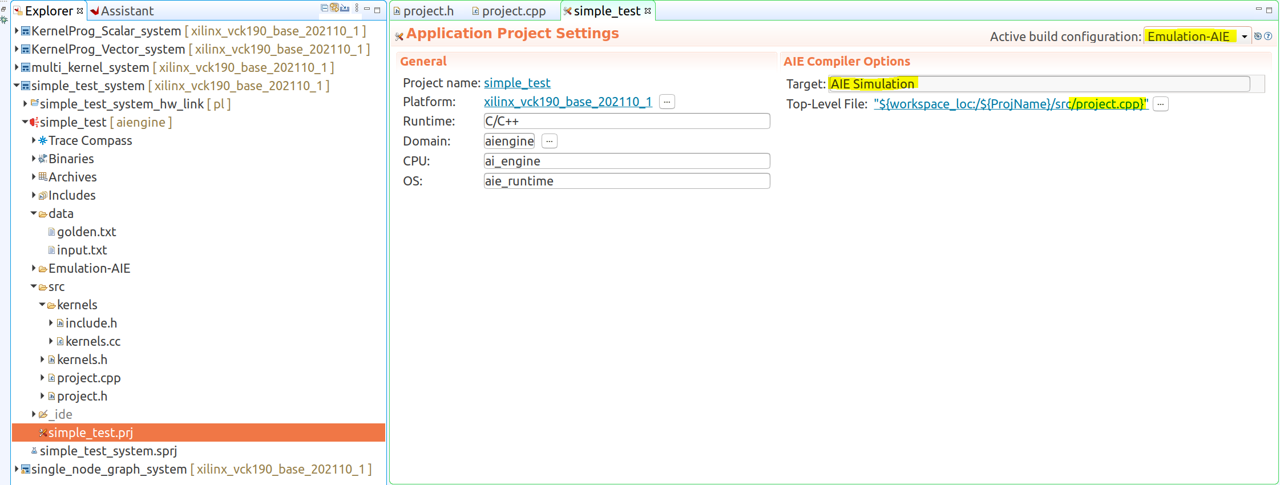 Explorer
Assistant
KernelProg_Scalar_system [ xilinx_vck190_base_202110_1 ]
KernelProg_Vector_system [ xilinx_vck190_base_202110_1 ]
multi_kernel_system [ xilinx_vck190_base_202110_1 ]
simple_test_system [ xilinx_vck190_base_202110_1 ]
simple_test_system_hw_link [ pl ]
simple_test [ aiengine ]
Trace Compass
Binaries
Archives
Includes
data
golden.txt
input.txt
Emulation-AIE
src
kernels
include.h
kernels.cc
kernels.h
project.cpp
project.h
_ide
simple_test.prj
simple_test_system.sprj
single_node_graph_system [ xilinx_vck190_base_202110_1 ]
project.h
project.cpp
simple_test
Application Project Settings
Active build configuration: Emulation-AIE
General
Project name: simple_test
Platform: xilinx_vck190_base_202110_1 ...
Runtime: C/C++
Domain: aiengine ...
CPU: ai_engine
OS: aie_runtime
AIE Compiler Options
Target: AIE Simulation
Top-Level File: "${workspace_loc:/${ProjName}/src/project.cpp}" ...